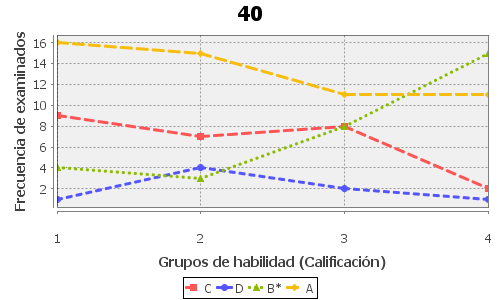 40
Frecuencia de examinados
16
14
12
10
8
6
4
2
1 2 3 4
Grupos de habilidad (Calificación)
C D B* A